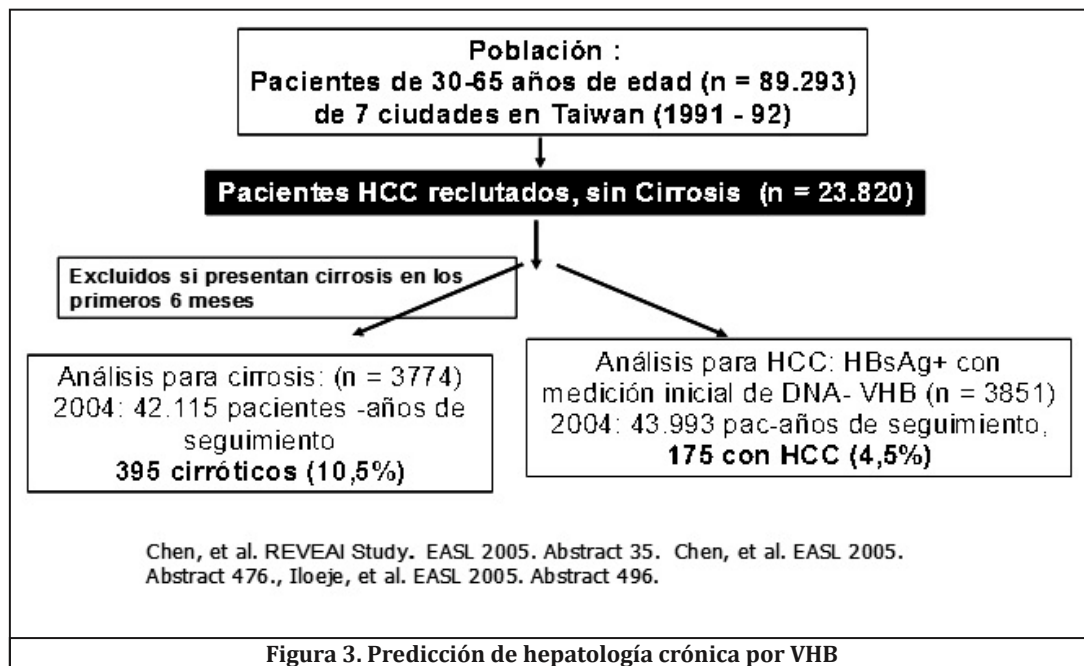 Población :
Pacientes de 30-65 años de edad (n = 89.293)
de 7 ciudades en Taiwan (1991 - 92)
Pacientes HCC reclutados, sin Cirrosis (n = 23.820)
Excluidos si presentan cirrosis en los
primeros 6 meses
Análisis para cirrosis: (n = 3774)
2004: 42.115 pacientes -años de
seguimiento
395 cirróticos (10,5%)
Análisis para HCC: HBsAg+ con
medición inicial de DNA- VHB (n = 3851)
2004: 43.993 pac-años de seguimiento,
175 con HCC (4,5%)
Chen, et al. REVEAI Study. EASL 2005. Abstract 35. Chen, et al. EASL 2005.
Abstract 476., Iloeje, et al. EASL 2005. Abstract 496.
Figura 3. Predicción de hepatología crónica por VHB